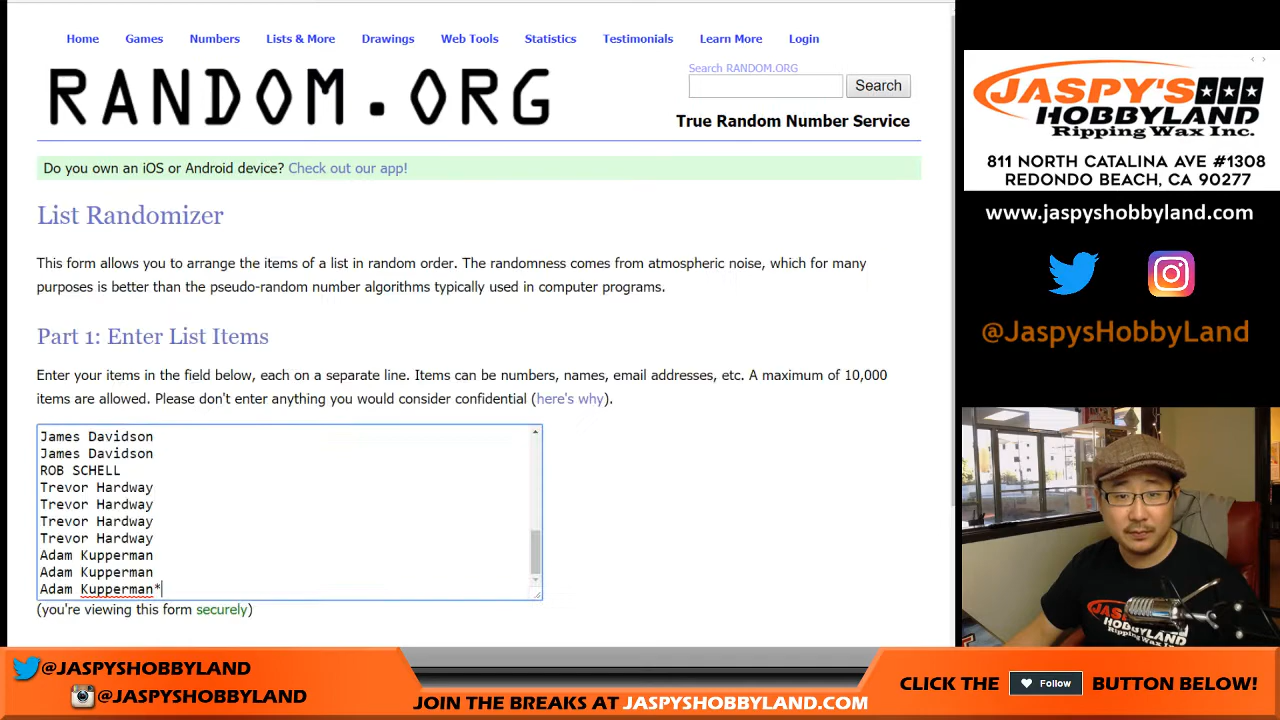 Home Games Numbers Lists & More Drawings Web Tools Statistics Testimonials Learn More Login
RANDOM.ORG
Search RANDOM.ORG
Search
True Random Number Service
Do you own an iOS or Android device? Check out our app!
List Randomizer
This form allows you to arrange the items of a list in random order. The randomness comes from atmospheric noise, which for many
purposes is better than the pseudo-random number algorithms typically used in computer programs.
Part 1: Enter List Items
Enter your items in the field below, each on a separate line. Items can be numbers, names, email addresses, etc. A maximum of 10,000
items are allowed. Please don't enter anything you would consider confidential (here's why).
James Davidson
James Davidson
ROB SCHELL
Trevor Hardway
Trevor Hardway
Trevor Hardway
Trevor Hardway
Adam Kupperman
Adam Kupperman
Adam Kupperman*
(you're viewing this form securely)
JASPY'S
HOBBYLAND
Ripping Wax Inc.
811 NORTH CATALINA AVE #1308
REDONDO BEACH, CA 90277
www.jaspyshobbyland.com
@JaspysHobbyLand
JASPY'S
HOBBYLAND
Ripping Wax Inc.
@JASPYSHOBBYLAND
@JASPYSHOBBYLAND
JOIN THE BREAKS AT JASPYSHOBBYLAND.COM
CLICK THE Follow BUTTON BELOW!